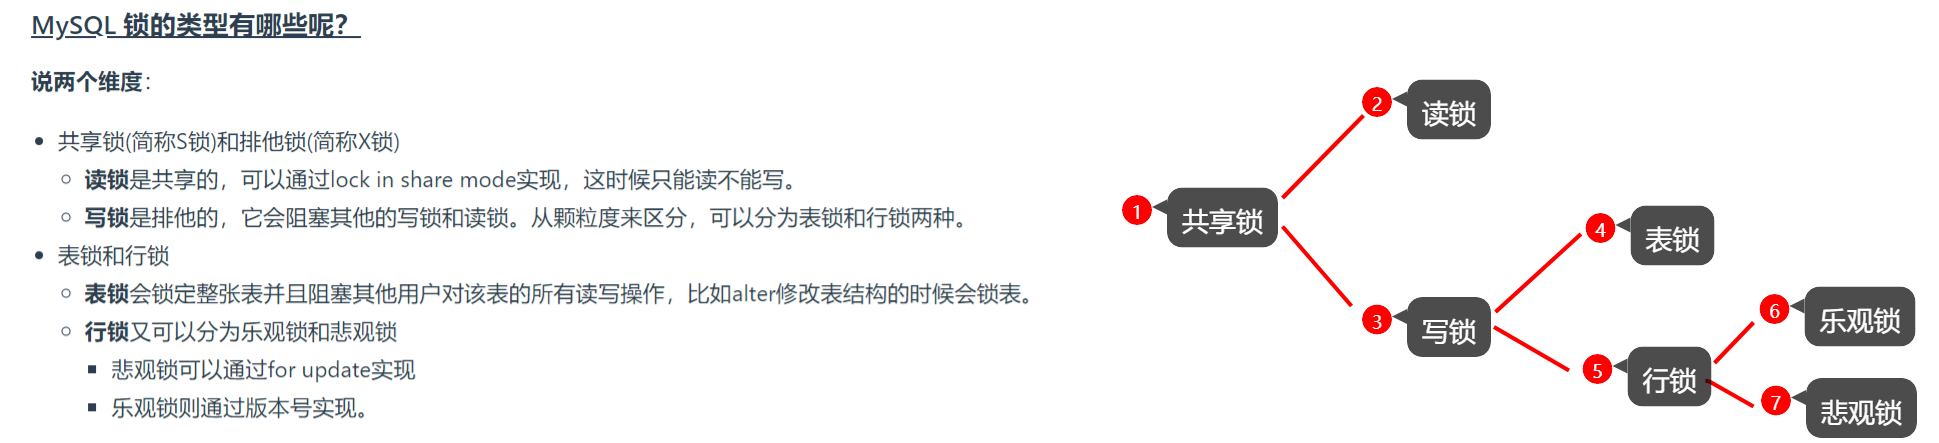 MySQL 锁的类型有哪些呢？
说两个维度：
共享锁(简称S锁)和排他锁(简称X锁)
读锁是共享的，可以通过lock in share mode实现，这时候只能读不能写。
写锁是排他的，它会阻塞其他的写锁和读锁。从颗粒度来区分，可以分为表锁和行锁两种。
表锁和行锁
表锁会锁定整张表并且阻塞其他用户对该表的所有读写操作，比如alter修改表结构的时候会锁表。
行锁又可以分为乐观锁和悲观锁
悲观锁可以通过for update实现
乐观锁则通过版本号实现。
1 共享锁
2 读锁
3 写锁
4 表锁
5 行锁
6 乐观锁
7 悲观锁